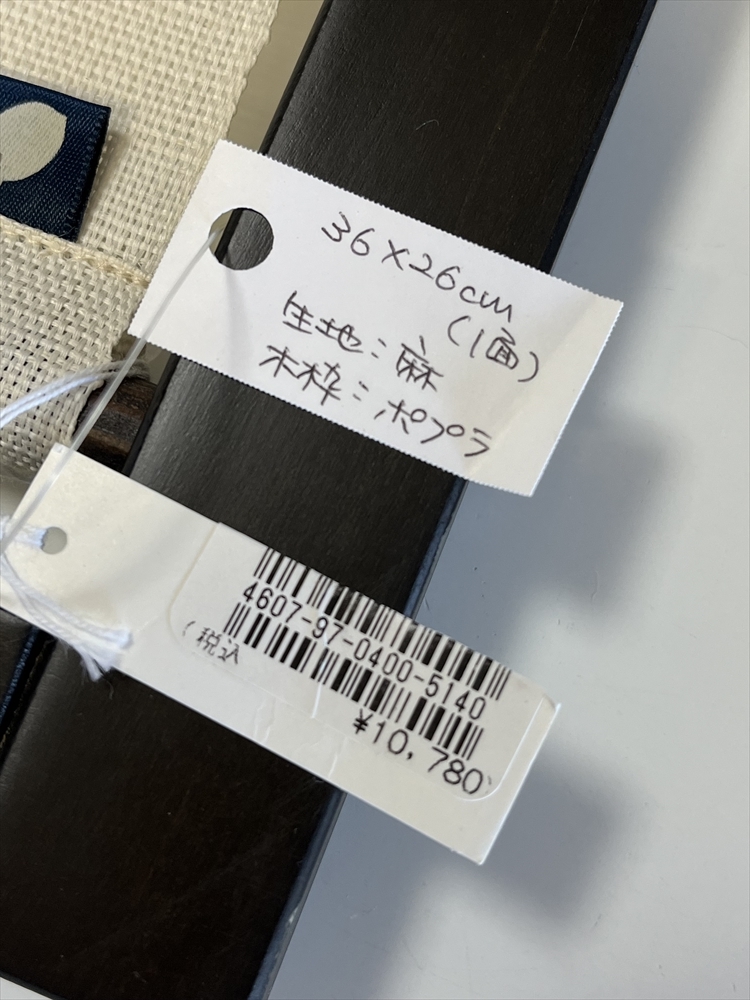 36×26cm
(1面)
生地:麻
木枠:ポプラ
4607-97-0400-5140
(税込
¥10,780